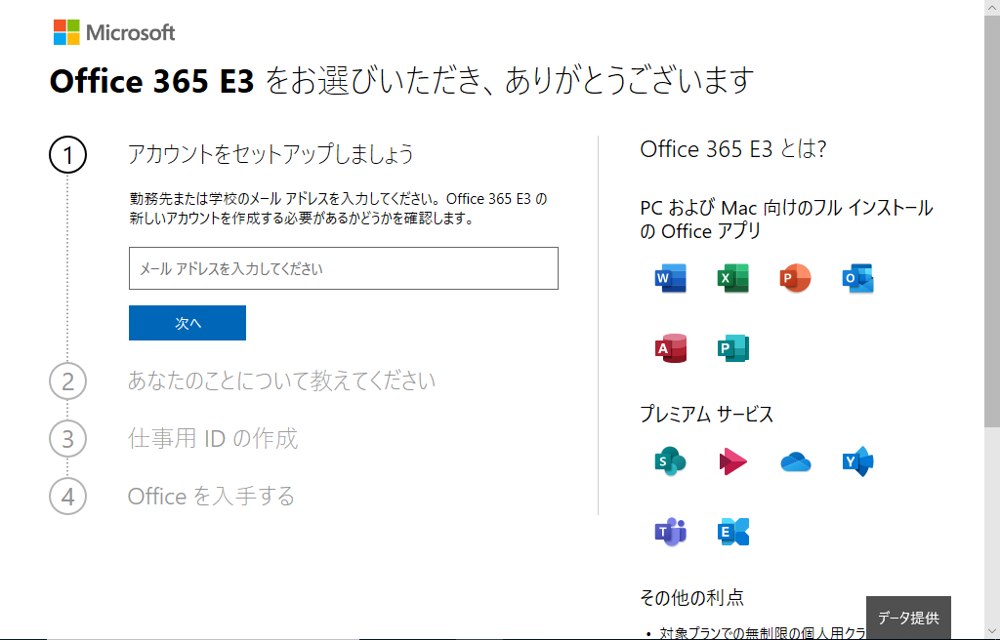 Microsoft
Office 365 E3 をお選びいただき、ありがとうございます
1
アカウントをセットアップしましょう
勤務先または学校のメール アドレスを入力してください。Office 365 E3 の
新しいアカウントを作成する必要があるかどうかを確認します。
メール アドレスを入力してください
次へ
2
あなたのことについて教えてください
3
仕事用 ID の作成
4
Office を入手する
Office 365 E3 とは?
PC および Mac 向けのフル インストール
の Office アプリ
W
X
P
O
A
P
プレミアム サービス
S
Y
T
E
その他の利点
• 対象プランでの無制限の個人用クラ
データ提供